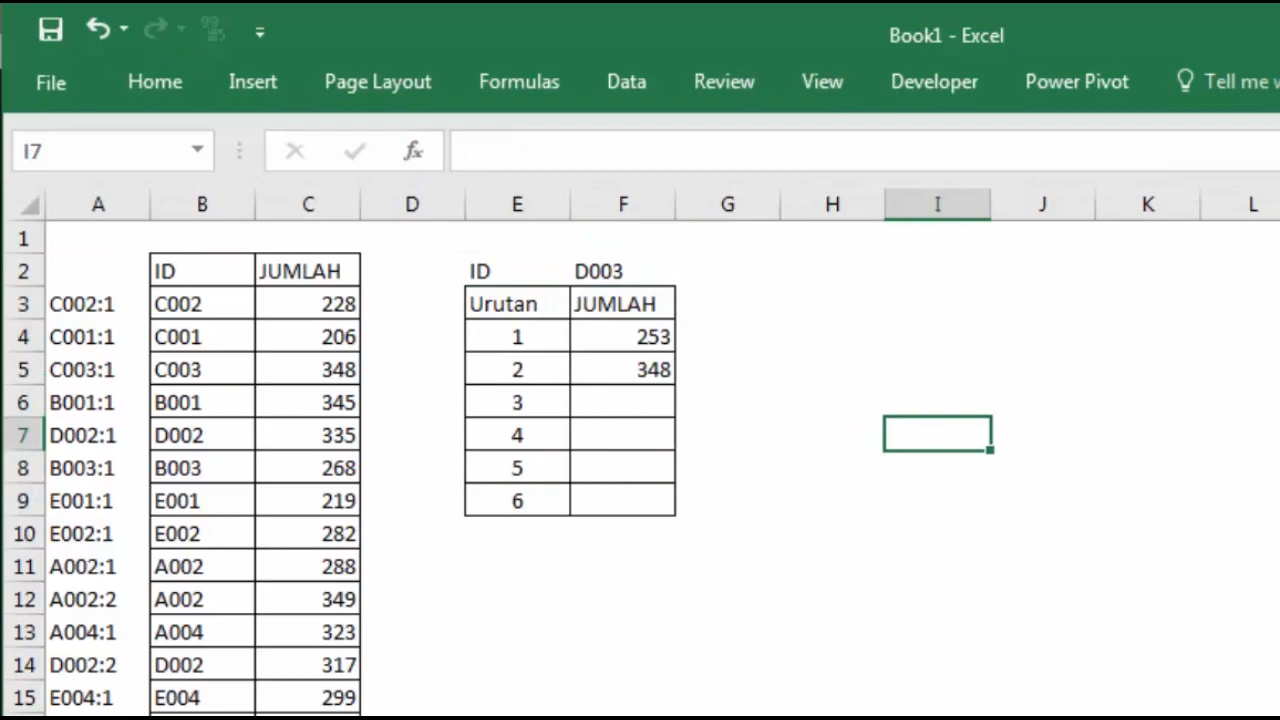 Book1 - Excel
File Home Insert Page Layout Formulas Data Review View Developer Power Pivot Tell me
I7 fx
A B C D E F G H I J K L
1
2 ID JUMLAH ID D003
3 C002:1 C002 228 Urutan JUMLAH
4 C001:1 C001 206 1 253
5 C003:1 C003 348 2 348
6 B001:1 B001 345 3
7 D002:1 D002 335 4
8 B003:1 B003 268 5
9 E001:1 E001 219 6
10 E002:1 E002 282
11 A002:1 A002 288
12 A002:2 A002 349
13 A004:1 A004 323
14 D002:2 D002 317
15 E004:1 E004 299